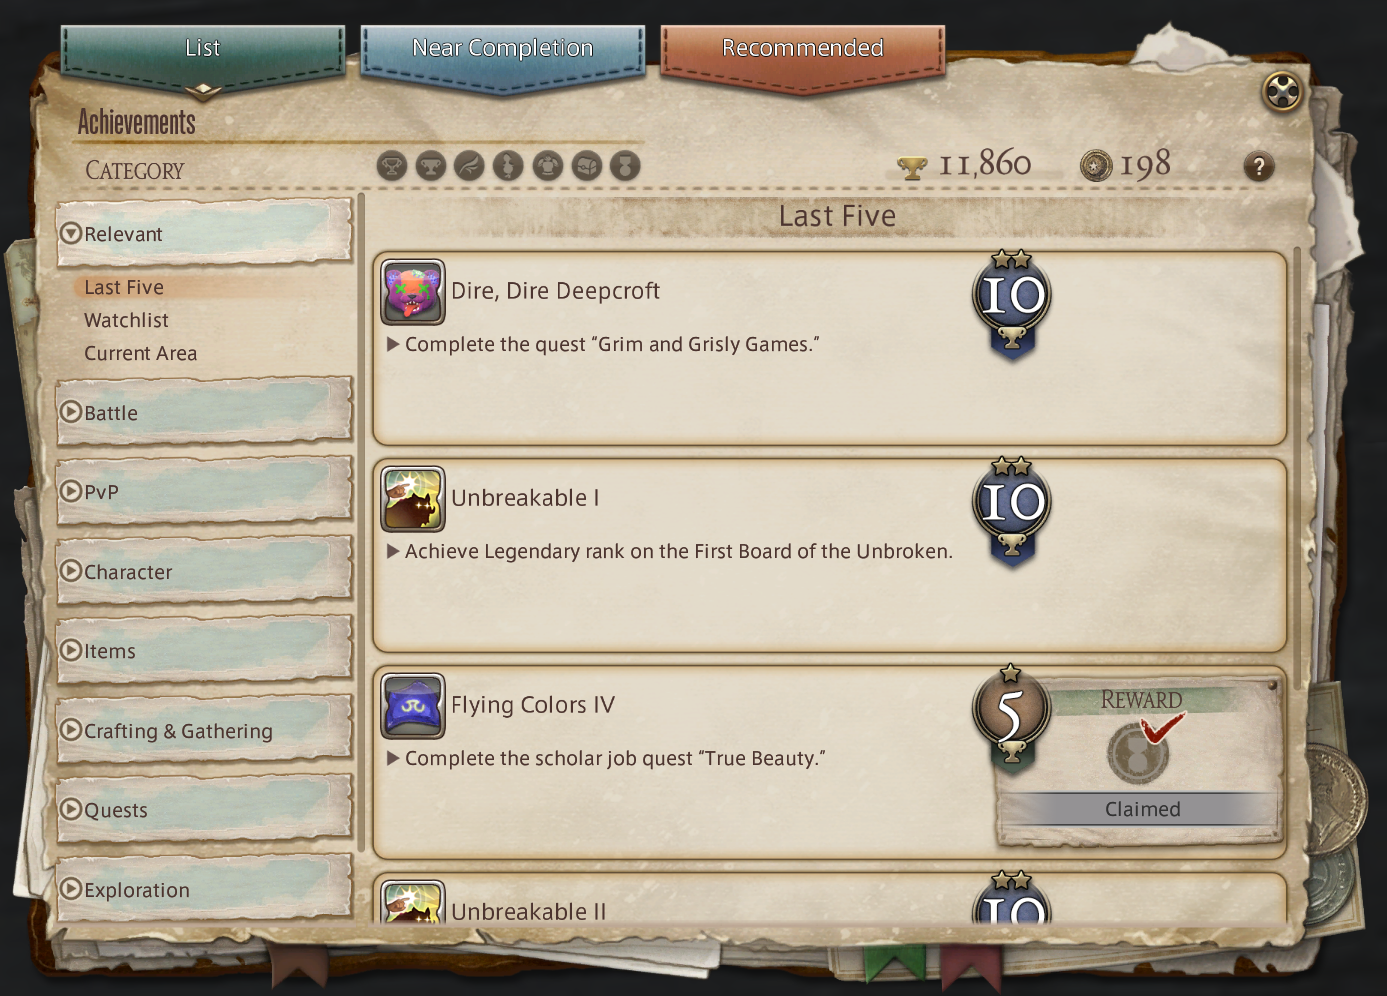 List
Near Completion
Recommended
Achievements
CATEGORY
11,860
198
?
Relevant
Last Five
Watchlist
Current Area
Battle
PvP
Character
Items
Crafting & Gathering
Quests
Exploration
Last Five
Dire, Dire Deepcroft
10
Complete the quest “Grim and Grisly Games.”
Unbreakable I
10
Achieve Legendary rank on the First Board of the Unbroken.
Flying Colors IV
5
Complete the scholar job quest “True Beauty.”
REWARD
Claimed
Unbreakable II
10